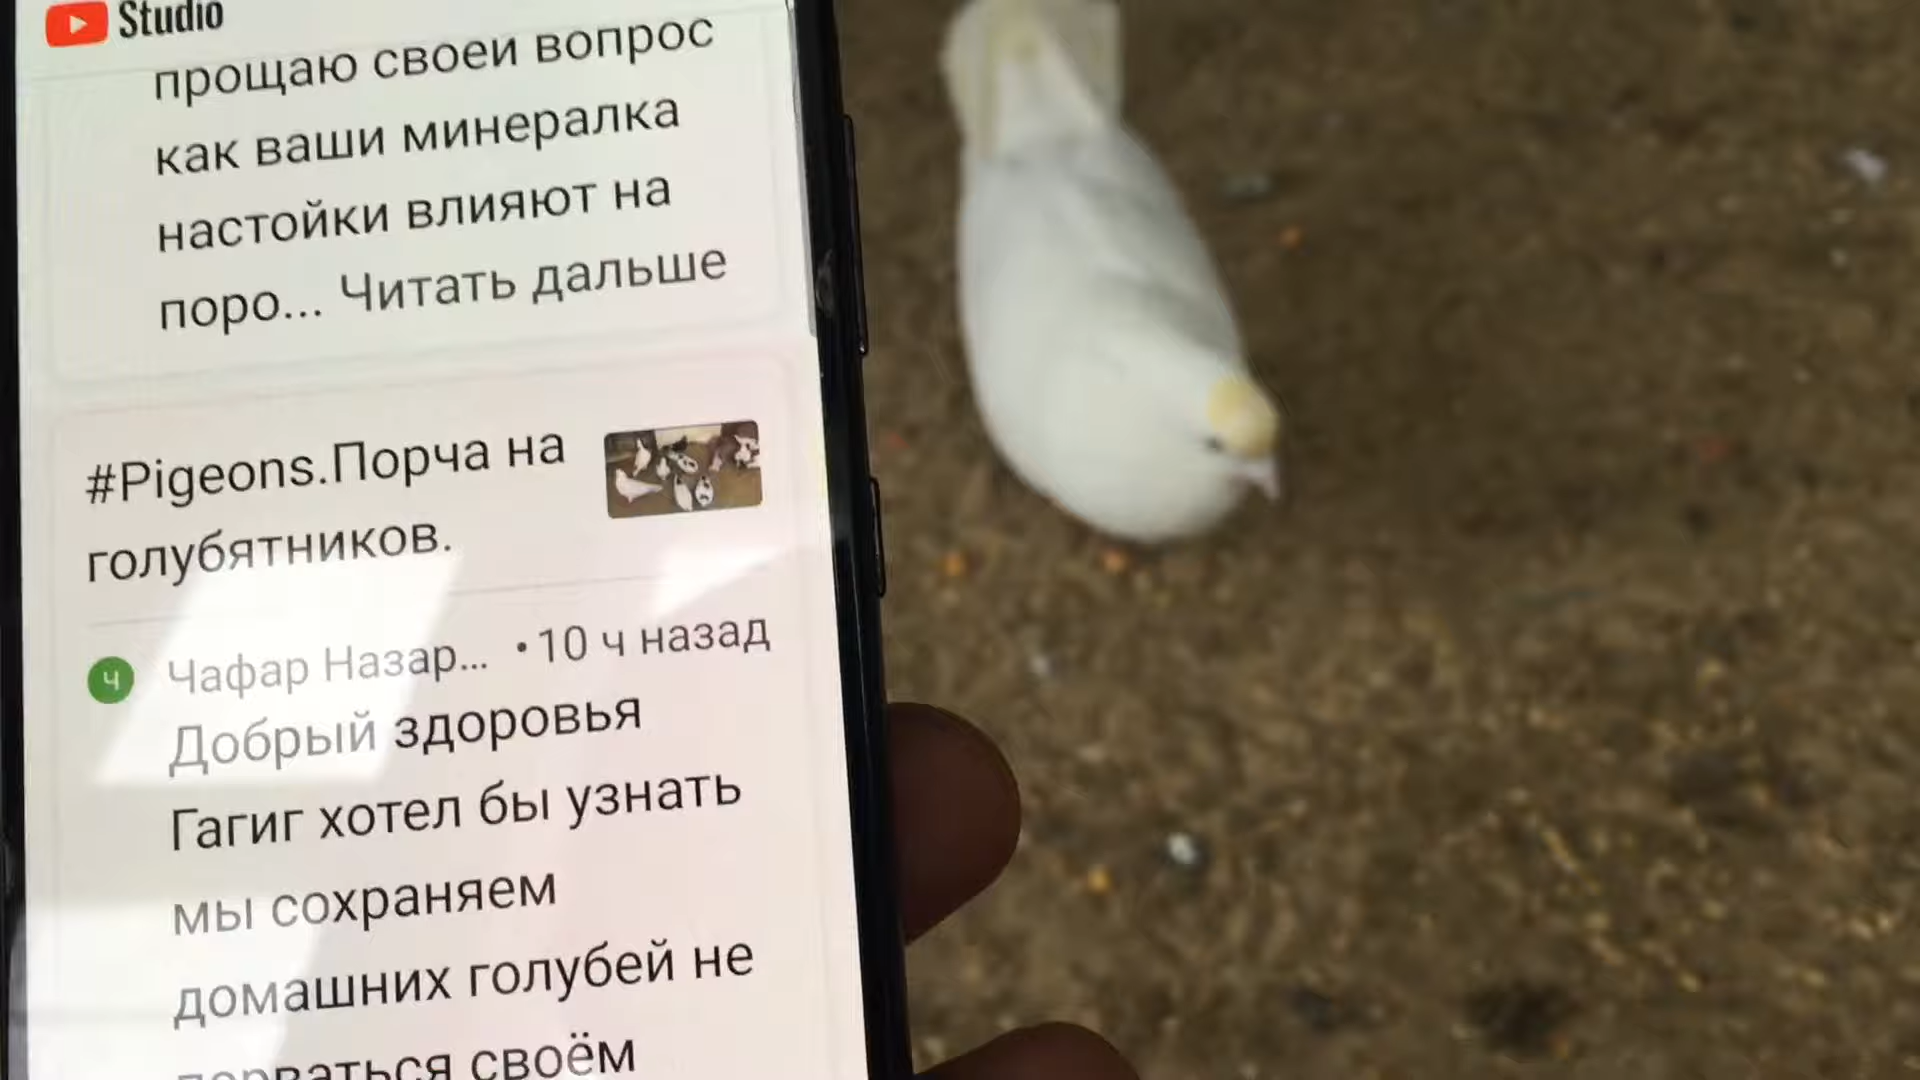 Studio
прощаю своей вопрос
как ваши минералка
настойки влияют на
поро... Читать дальше
#Pigeons.Порча на
голубятников.
Ч Чафар Назар... • 10 ч назад
Добрый здоровья
Гагиг хотел бы узнать
мы сохраняем
домашних голубей не
своём